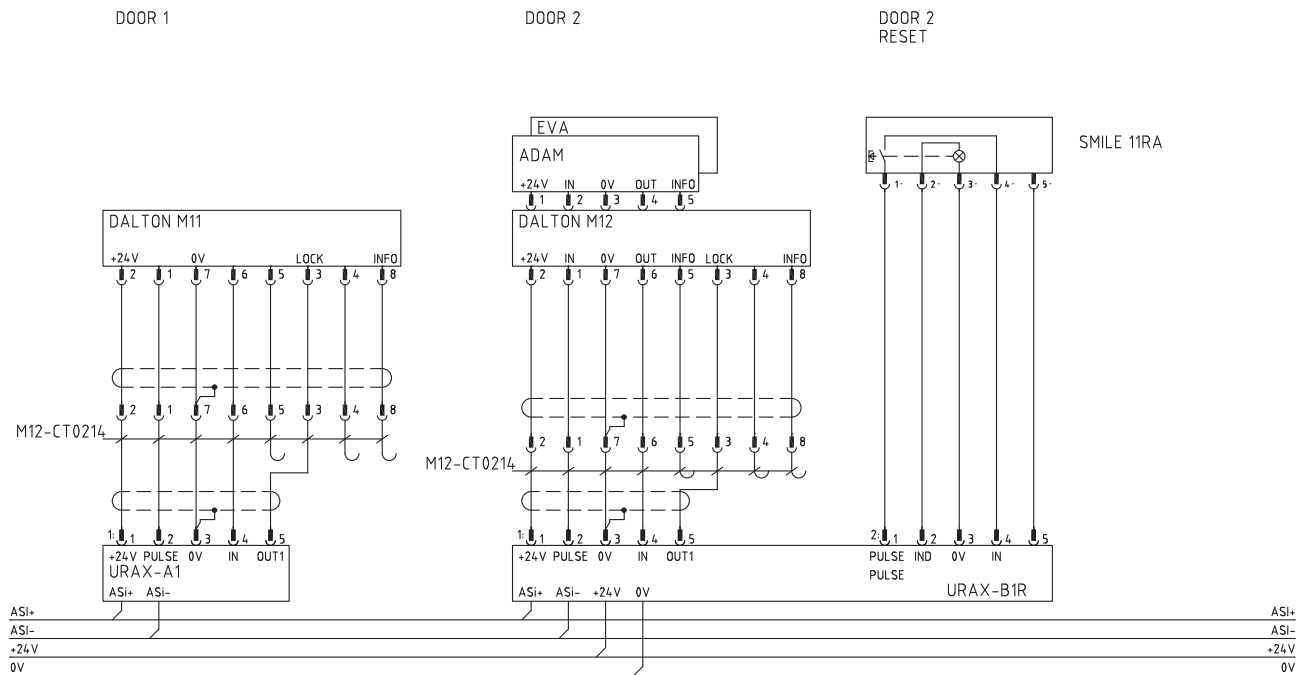 DOOR 1 DOOR 2 DOOR 2
RESET
EVA
ADAM
SMILE 11RA
+24V IN 0V OUT INFO
1 2 3 4 5
1 2 3 4 5
DALTON M11 DALTON M12
+24V 0V LOCK INFO
+24V IN 0V OUT INFO LOCK INFO
2 1 7 6 5 3 4 8
2 1 7 6 5 3 4 8
2 1 7 6 5 3 4 8
M12-CT0214
2 1 7 6 5 3 4 8
M12-CT0214
1: 1 2 3 4 5
1: 1 2 3 4 5
2: 1 2 3 4 5
+24V PULSE 0V IN OUT1
+24V PULSE 0V IN OUT1
PULSE IND 0V IN
PULSE
URAX-A1
URAX-B1R
ASi+ ASi-
ASi+ ASi- +24V 0V
ASI+ ASI+
ASI- ASI-
+24V +24V
0V 0V